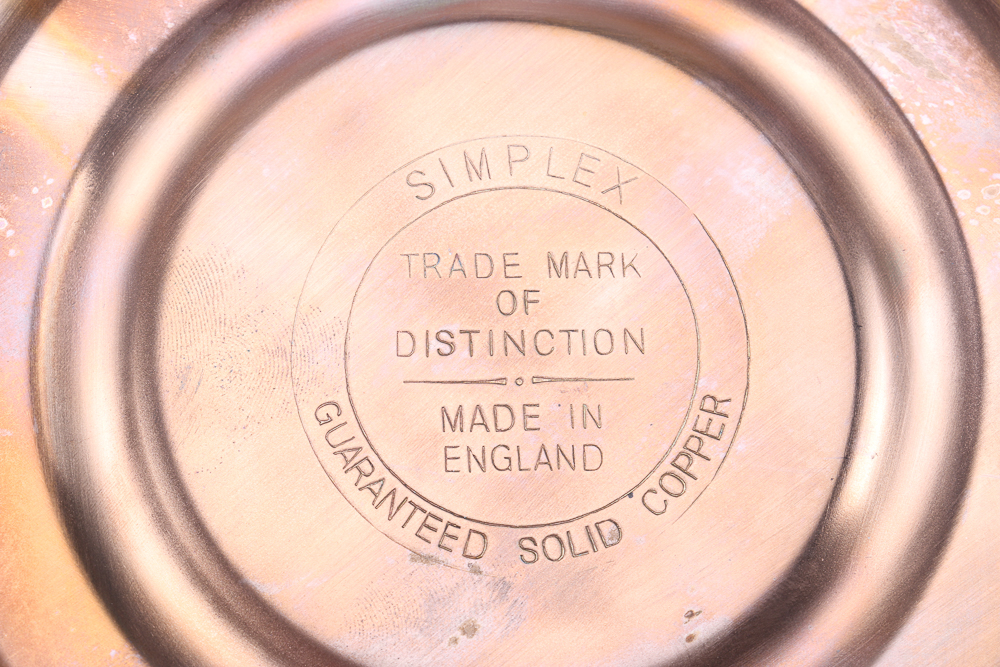 SIMPLEX
TRADE MARK
OF
DISTINCTION
MADE IN
ENGLAND
GUARANTEED SOLID COPPER